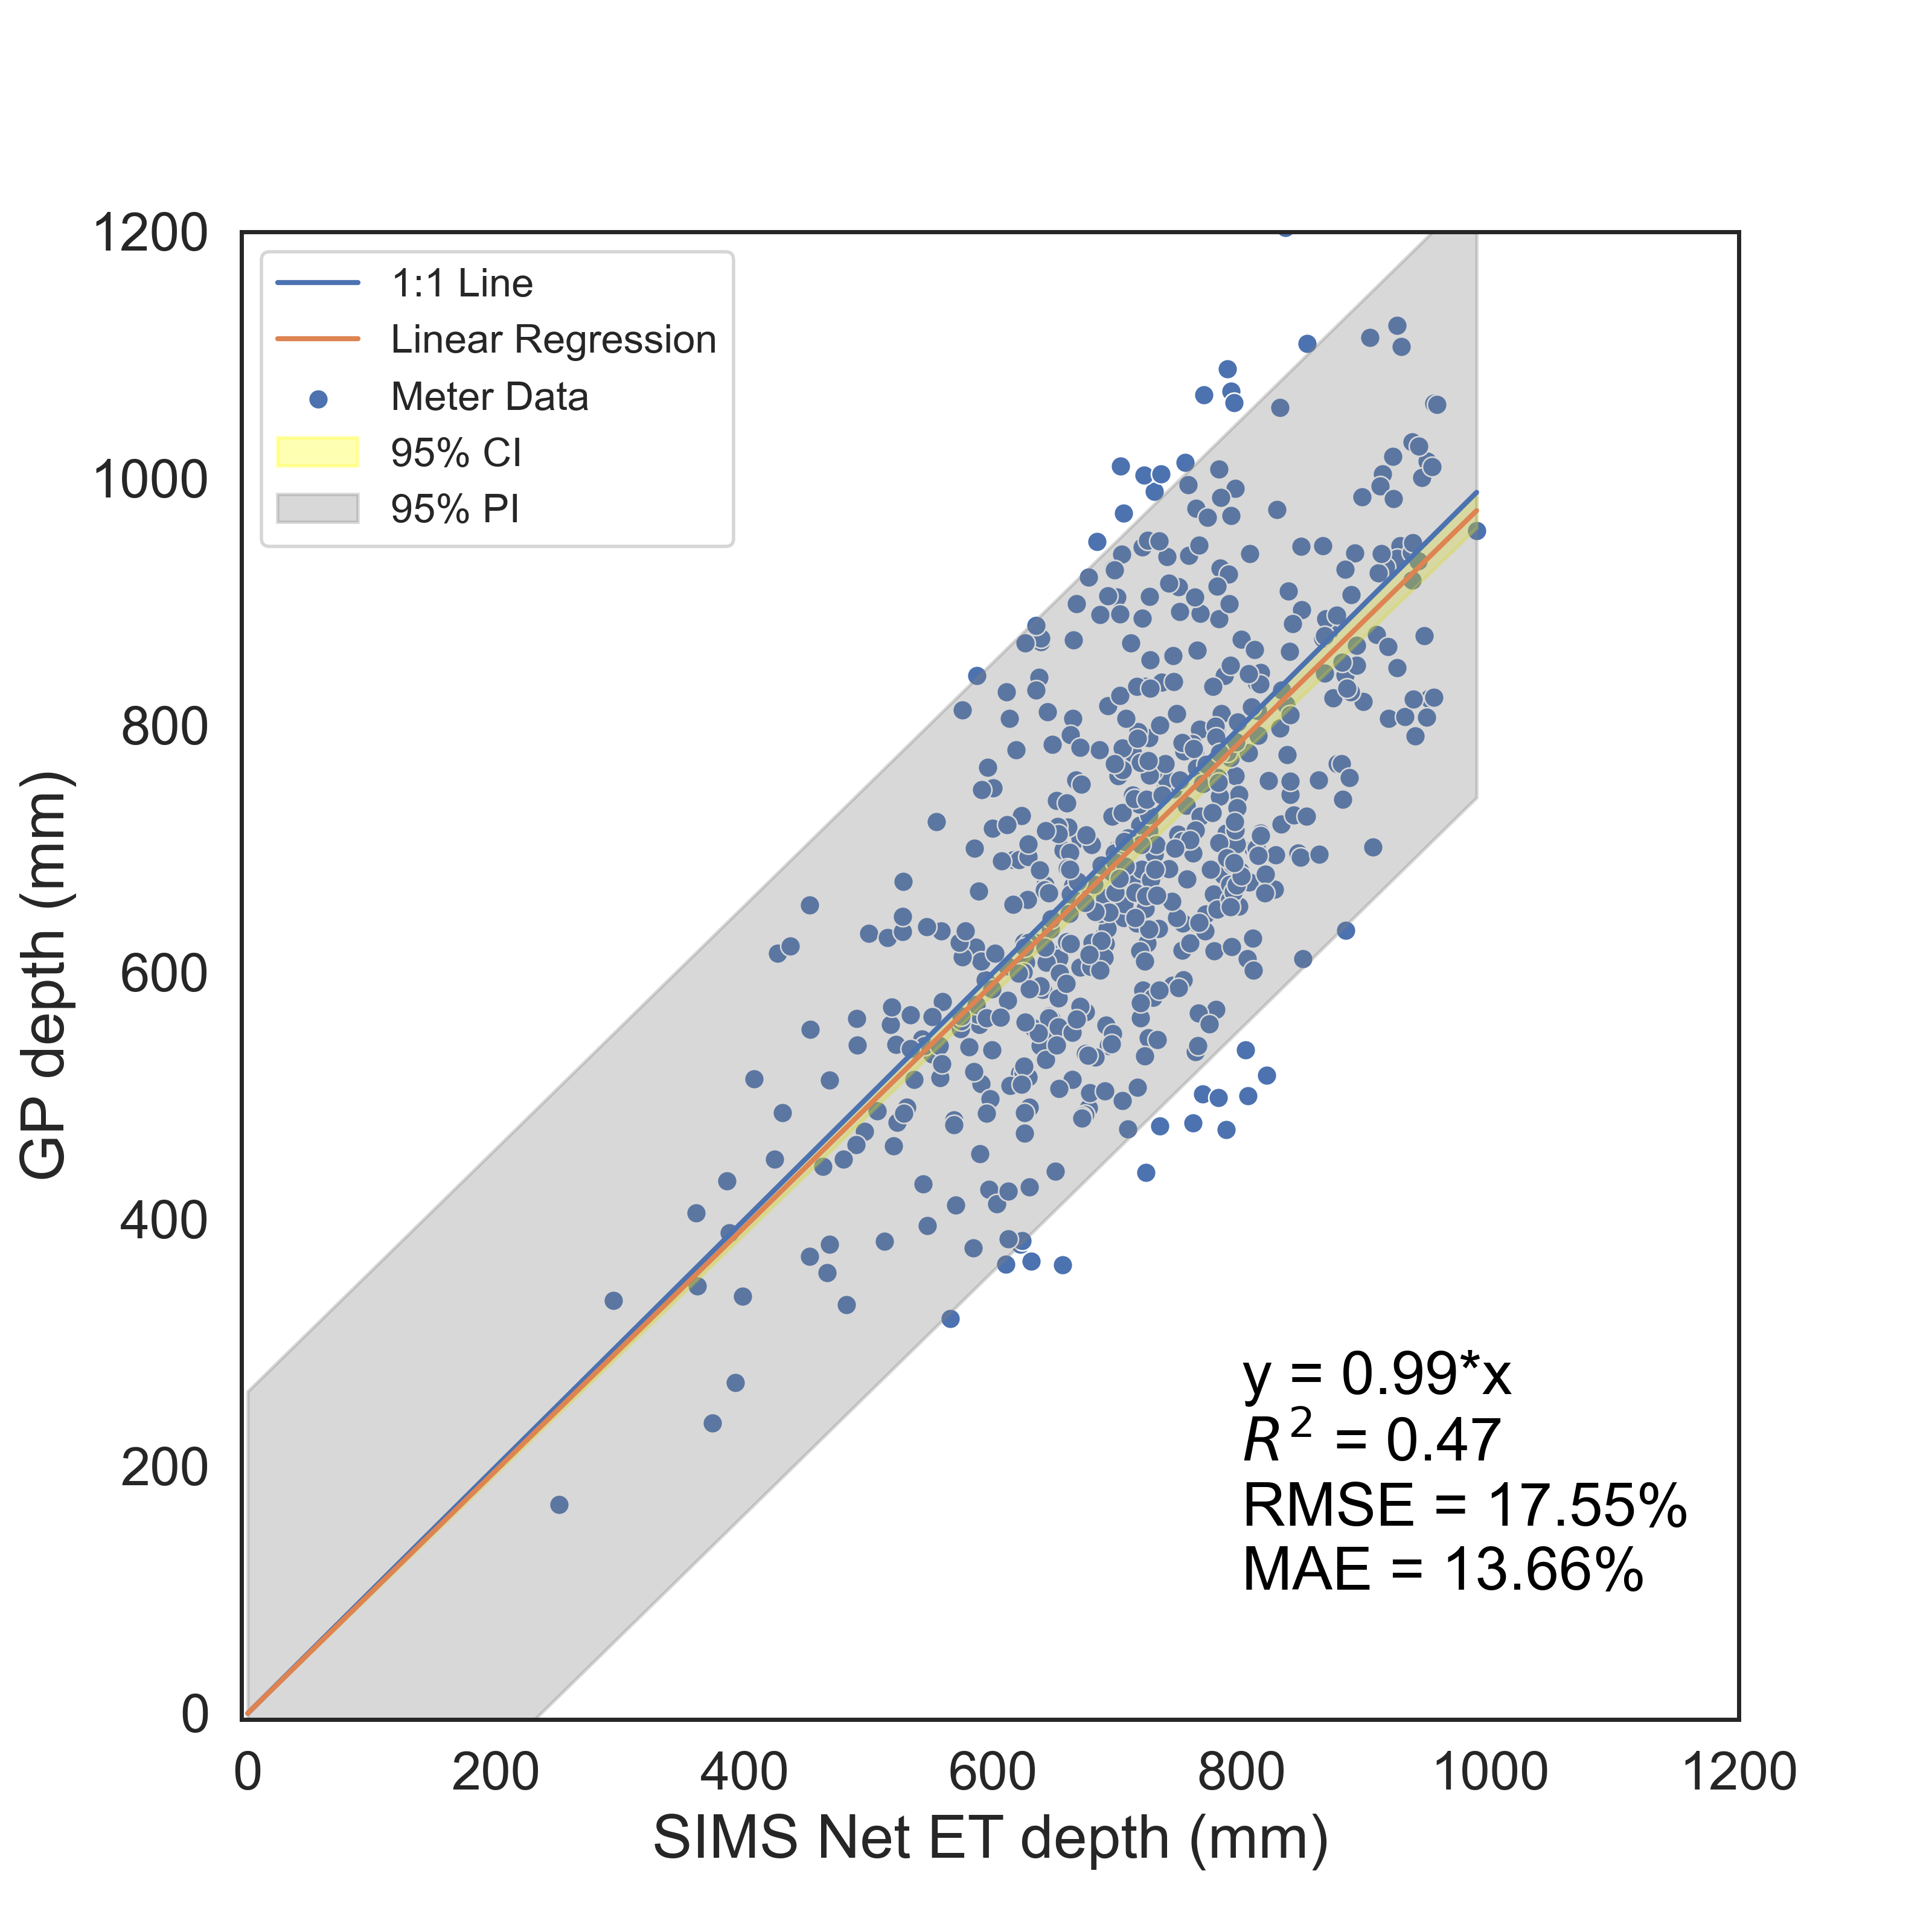 1200
1000
800
600
400
200
0
GP depth (mm)
1:1 Line
Linear Regression
Meter Data
95% CI
95% PI
y = 0.99*x
R² = 0.47
RMSE = 17.55%
MAE = 13.66%
0 200 400 600 800 1000 1200
SIMS Net ET depth (mm)